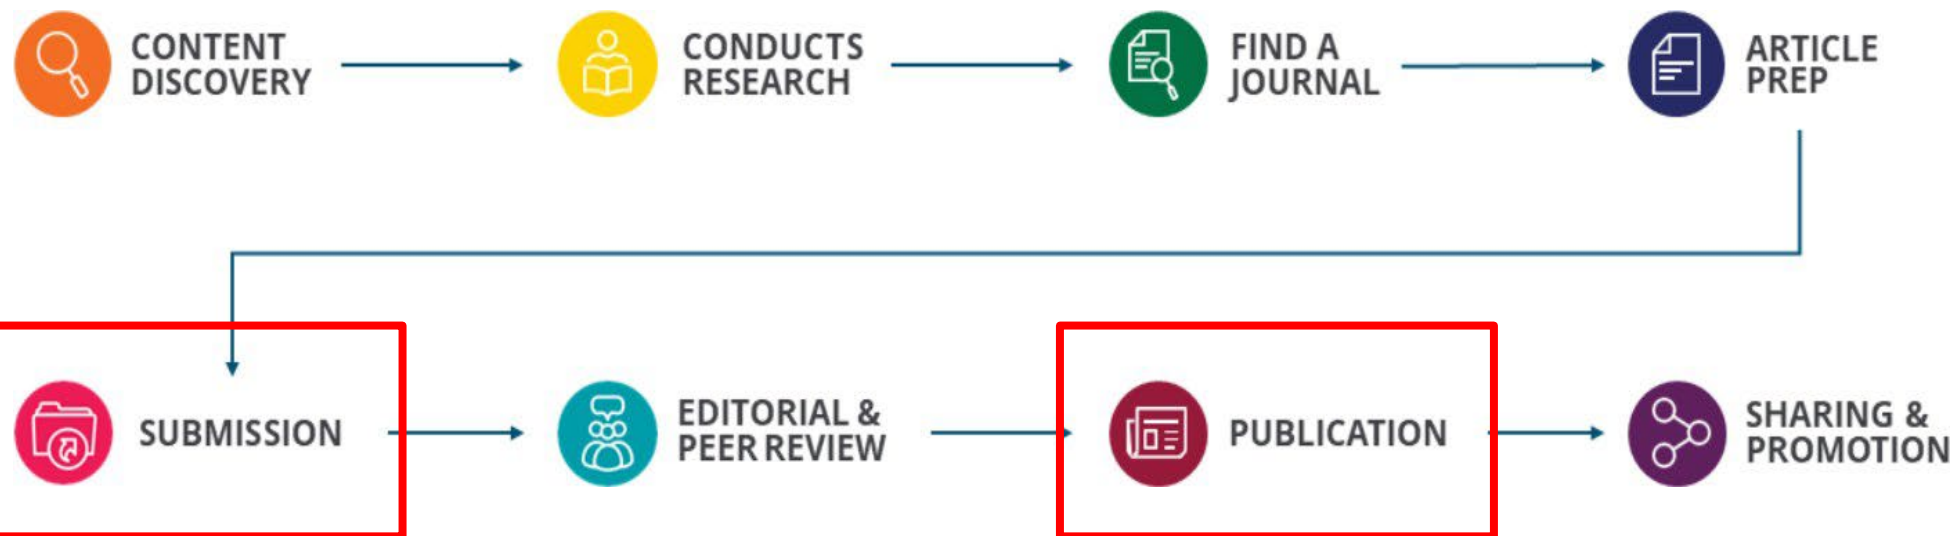 CONTENT
DISCOVERY
CONDUCTS
RESEARCH
FIND A
JOURNAL
ARTICLE
PREP
SUBMISSION
EDITORIAL &
PEER REVIEW
PUBLICATION
SHARING &
PROMOTION